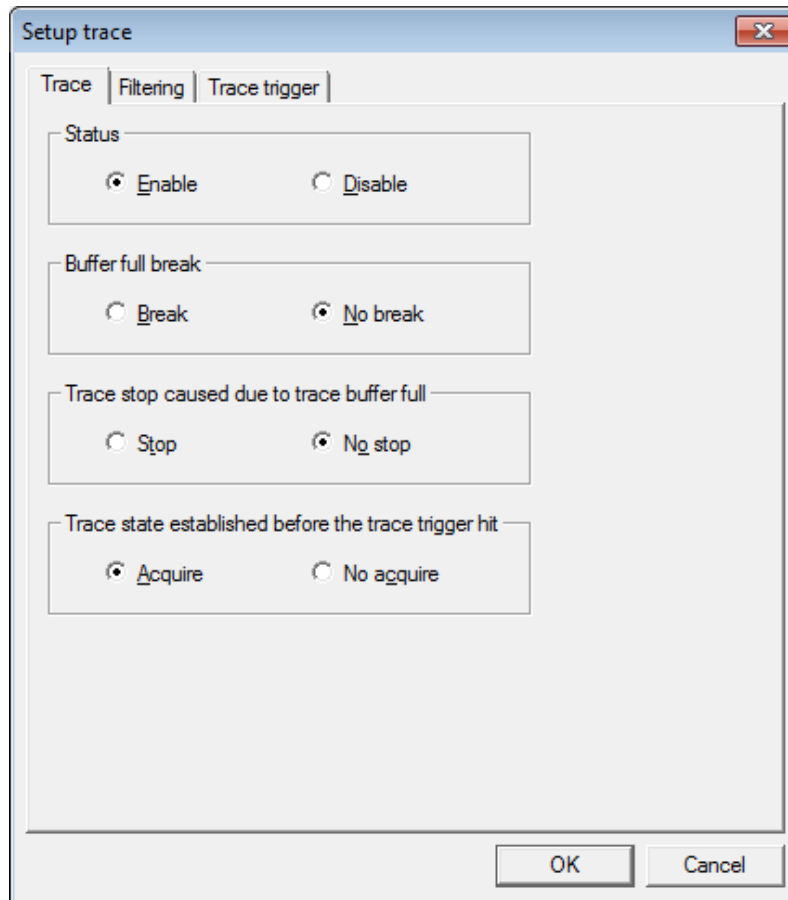 Setup trace
Trace Filtering Trace trigger
Status
Enable Disable
Buffer full break
Break No break
Trace stop caused due to trace buffer full
Stop No stop
Trace state established before the trace trigger hit
Acquire No acquire
OK Cancel